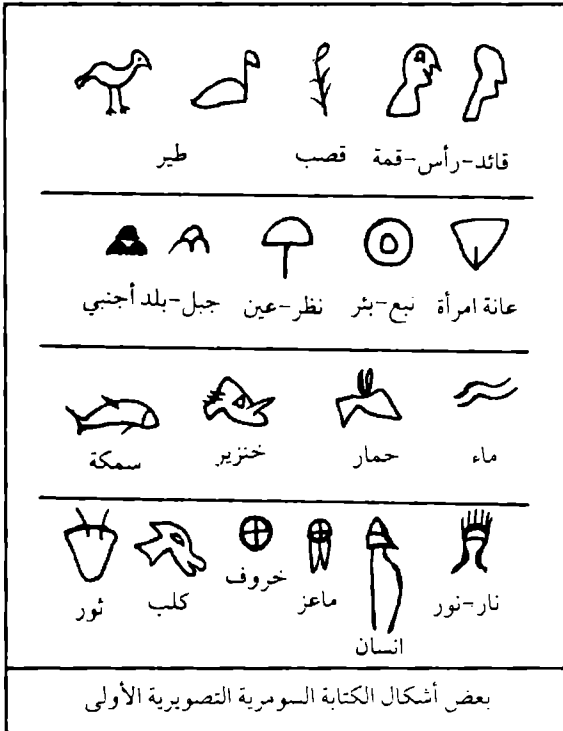 قائد-رأس-قمة قصب طير
عانة امرأة نبع-بئر نظر-عين جبل-بلد أجنبي
ماء حمار خنزير سمكة
نار-نور انسان ماعز خروف كلب ثور
بعض أشكال الكتابة السومرية التصويرية الأولى